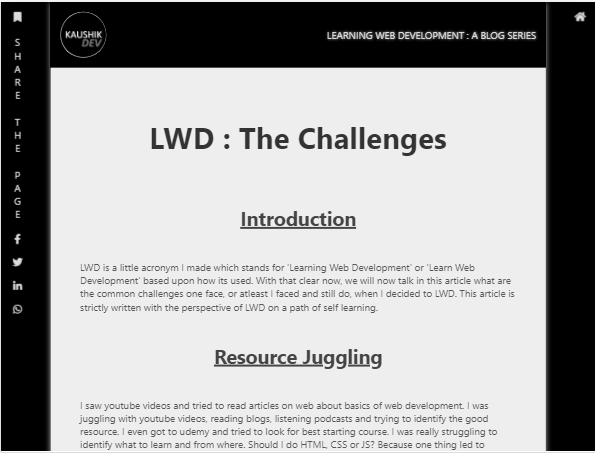 KAUSHIK
DEV
LEARNING WEB DEVELOPMENT : A BLOG SERIES
SHARE THE PAGE
LWD : The Challenges
Introduction
LWD is a little acronym I made which stands for 'Learning Web Development' or 'Learn Web
Development' based upon how its used. With that clear now, we will now talk in this article what are
the common challenges one face, or atleast I faced and still do, when I decided to LWD. This article is
strictly written with the perspective of LWD on a path of self learning.
Resource Juggling
I saw youtube videos and tried to read articles on web about basics of web development. I was
juggling with youtube videos, reading blogs, listening podcasts and trying to identify the good
resource. I even got to udemy and tried to look for best starting course. I was really struggling to
identify what to learn and from where. Should I do HTML, CSS or JS? Because one thing led to